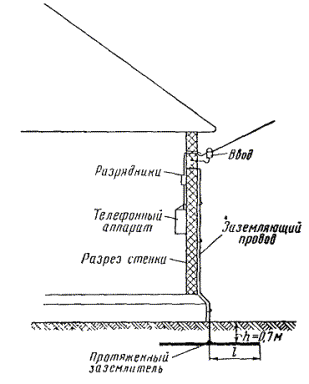 Ввод
Разрядники
Телефонный
аппарат
Заземляющий
провод
Разрез стенки
h=0,7м
l
Протяженный
заземлитель